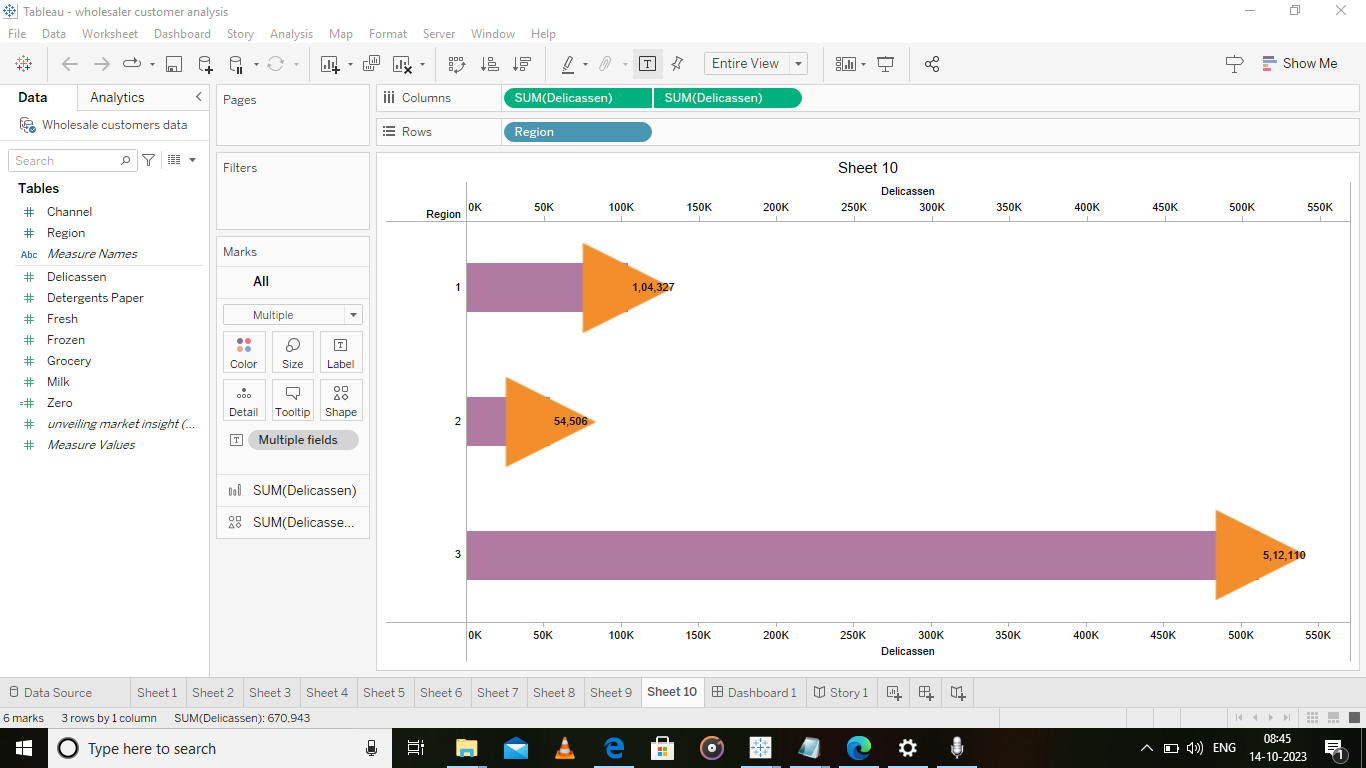 Tableau - wholesaler customer analysis
File Data Worksheet Dashboard Story Analysis Map Format Server Window Help
Entire View
Show Me
Data Analytics
Wholesale customers data
Search
Tables
Channel
Region
Abc Measure Names
Delicassen
Detergents Paper
Fresh
Frozen
Grocery
Milk
Zero
unveiling market insight (...
Measure Values
Pages
Filters
Marks
All
Multiple
Color Size Label
Detail Tooltip Shape
Multiple fields
SUM(Delicassen)
SUM(Delicasse...
Columns SUM(Delicassen) SUM(Delicassen)
Rows Region
Sheet 10
Delicassen
0K 50K 100K 150K 200K 250K 300K 350K 400K 450K 500K 550K
Region
1 1,04,327
2 54,506
3 5,12,110
0K 50K 100K 150K 200K 250K 300K 350K 400K 450K 500K 550K
Delicassen
Data Source Sheet 1 Sheet 2 Sheet 3 Sheet 4 Sheet 5 Sheet 6 Sheet 7 Sheet 8 Sheet 9 Sheet 10 Dashboard 1 Story 1
6 marks 3 rows by 1 column SUM(Delicassen): 670,943
Type here to search
ENG
08:45
14-10-2023
1